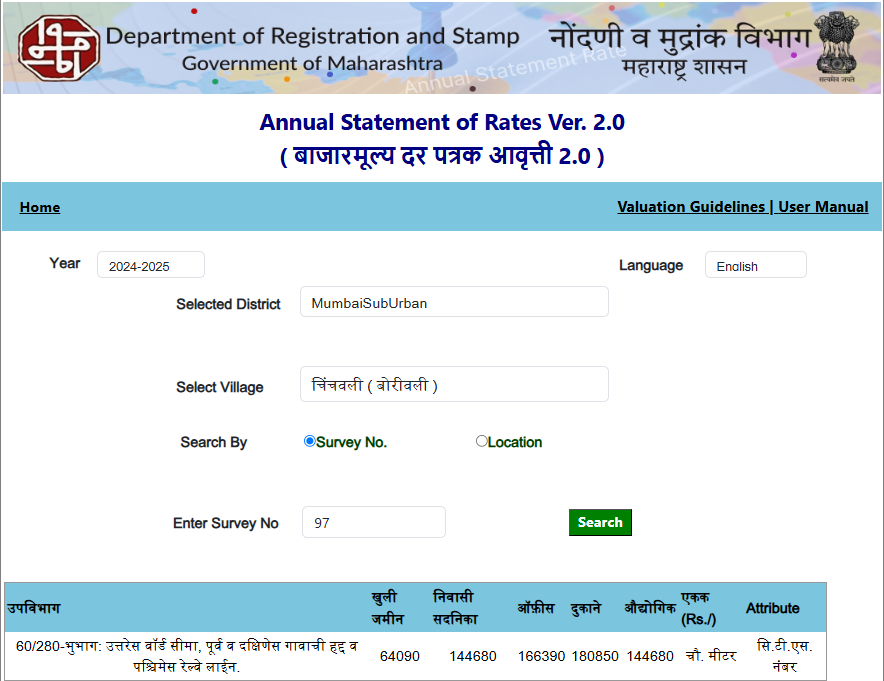 Department of Registration and Stamp
Government of Maharashtra
नोंदणी व मुद्रांक विभाग
महाराष्ट्र शासन
Annual Statement Rate
सत्यमेव जयते
Annual Statement of Rates Ver. 2.0
( बाजारमूल्य दर पत्रक आवृत्ती 2.0 )
Home
Valuation Guidelines | User Manual
Year 2024-2025 Language English
Selected District MumbaiSubUrban
Select Village चिंचवली ( बोरीवली )
Search By Survey No. Location
Enter Survey No 97 Search
उपविभाग खुली जमीन निवासी सदनिका ऑफ़ीस दुकाने औद्योगिक एकक (Rs./) Attribute
60/280-भुभाग: उत्तरेस वॉर्ड सीमा, पूर्व व दक्षिणेस गावाची हद्द व
पश्चिमेस रेल्वे लाईन.
64090 144680 166390 180850 144680 चौ. मीटर सि.टी.एस. नंबर